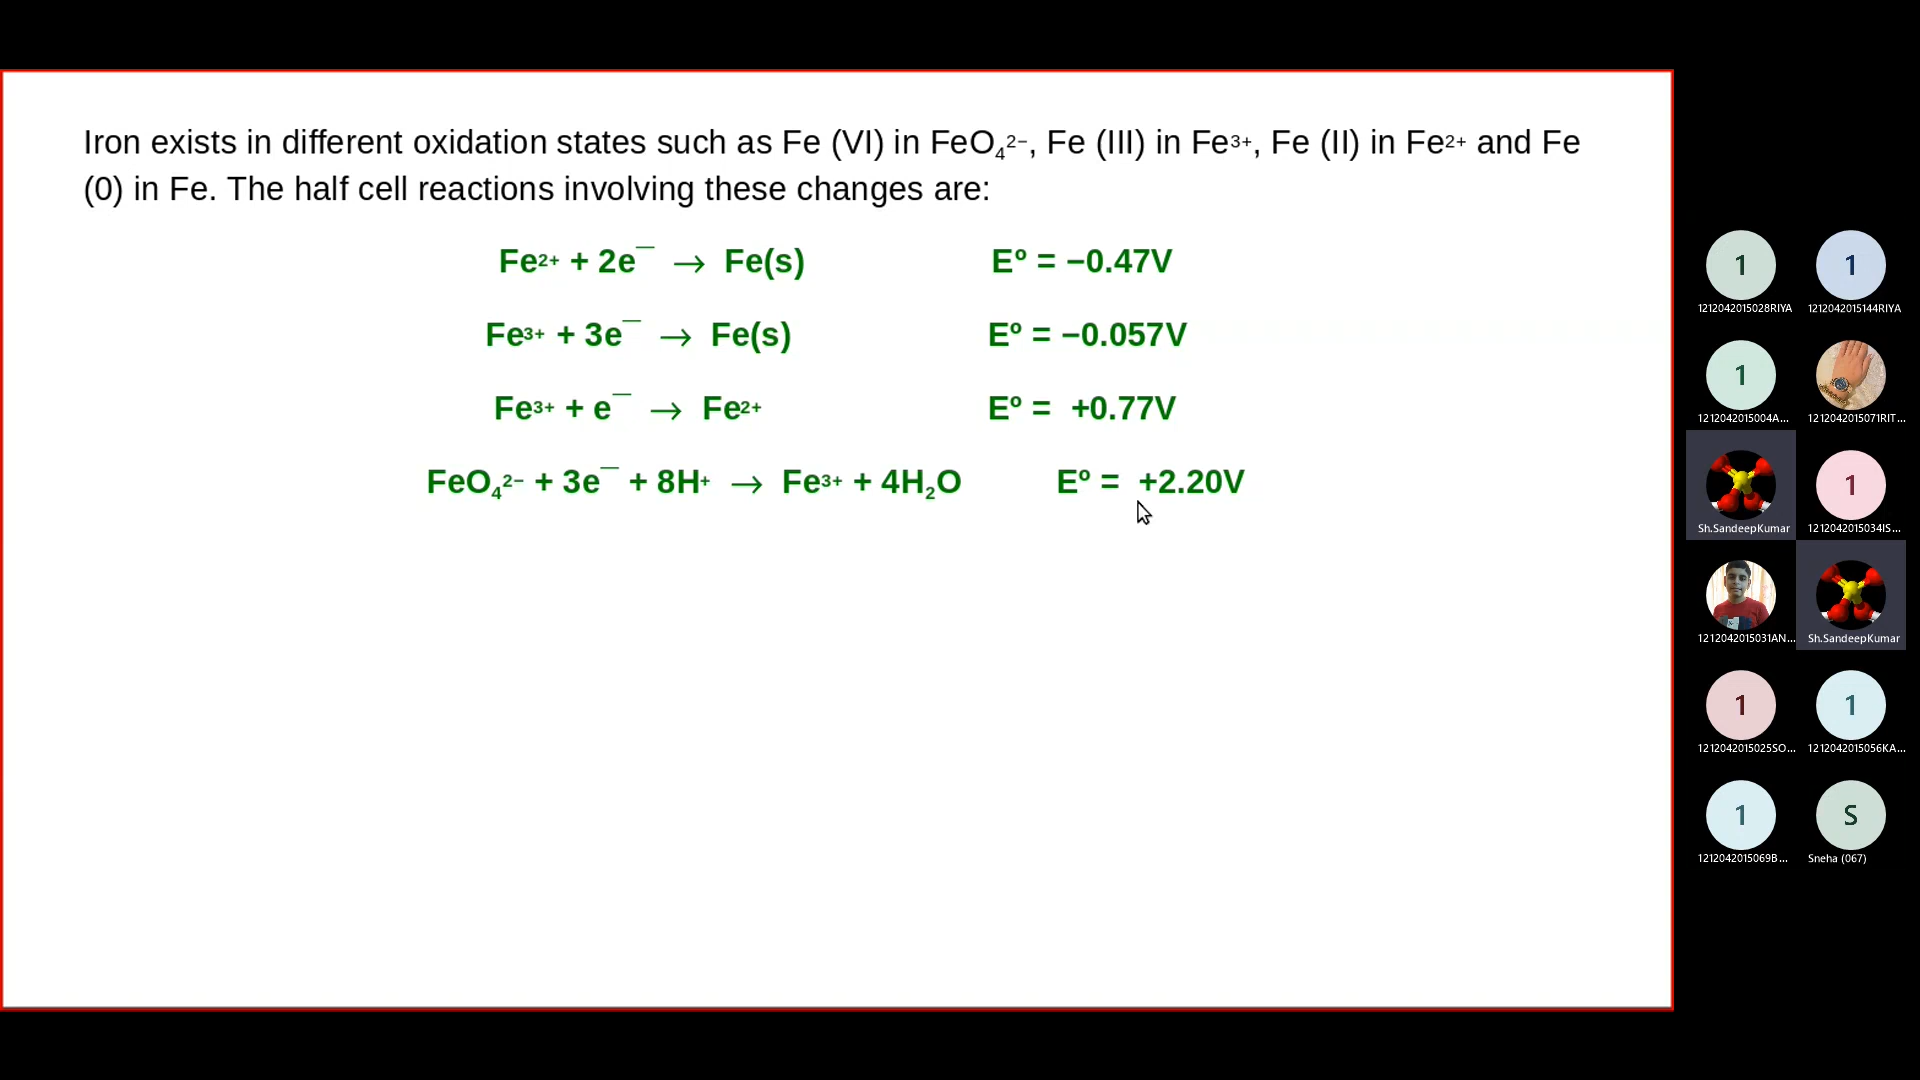 Iron exists in different oxidation states such as Fe (VI) in FeO₄²⁻, Fe (III) in Fe³⁺, Fe (II) in Fe²⁺ and Fe
(0) in Fe. The half cell reactions involving these changes are:
Fe²⁺ + 2e⁻ → Fe(s) Eº = −0.47V
Fe³⁺ + 3e⁻ → Fe(s) Eº = −0.057V
Fe³⁺ + e⁻ → Fe²⁺ Eº = +0.77V
FeO₄²⁻ + 3e⁻ + 8H⁺ → Fe³⁺ + 4H₂O Eº = +2.20V
1 1
1212042015028RIYA 1212042015144RIYA
1
1212042015004A... 1212042015071RIT...
1
Sh.SandeepKumar 1212042015034IS...
1212042015031AN... Sh.SandeepKumar
1 1
1212042015025SO... 1212042015056KA...
1 S
1212042015069B... Sneha (067)